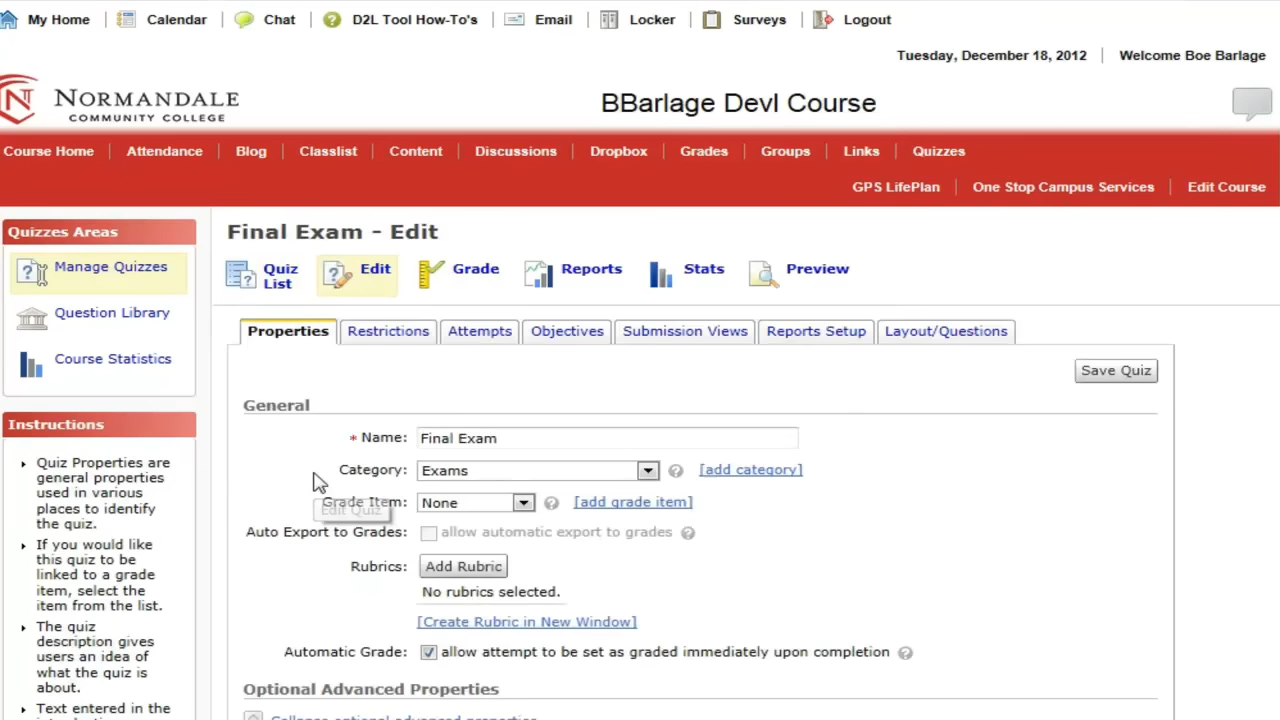 My Home
Calendar
Chat
D2L Tool How-To's
Email
Locker
Surveys
Logout
Tuesday, December 18, 2012
Welcome Boe Barlage
NORMANDALE
COMMUNITY COLLEGE
BBarlage Devl Course
Course Home
Attendance
Blog
Classlist
Content
Discussions
Dropbox
Grades
Groups
Links
Quizzes
GPS LifePlan
One Stop Campus Services
Edit Course
Quizzes Areas
Manage Quizzes
Question Library
Course Statistics
Instructions
Quiz Properties are
general properties
used in various
places to identify
the quiz.
If you would like
this quiz to be
linked to a grade
item, select the
item from the list.
The quiz
description gives
users an idea of
what the quiz is
about.
Text entered in the
Final Exam - Edit
Quiz
List
Edit
Grade
Reports
Stats
Preview
Properties
Restrictions
Attempts
Objectives
Submission Views
Reports Setup
Layout/Questions
Save Quiz
General
* Name: Final Exam
Category: Exams [add category]
Grade Item: None [add grade item]
Edit Quiz
Auto Export to Grades: allow automatic export to grades
Rubrics: Add Rubric
No rubrics selected.
[Create Rubric in New Window]
Automatic Grade: allow attempt to be set as graded immediately upon completion
Optional Advanced Properties
Collapse optional advanced properties